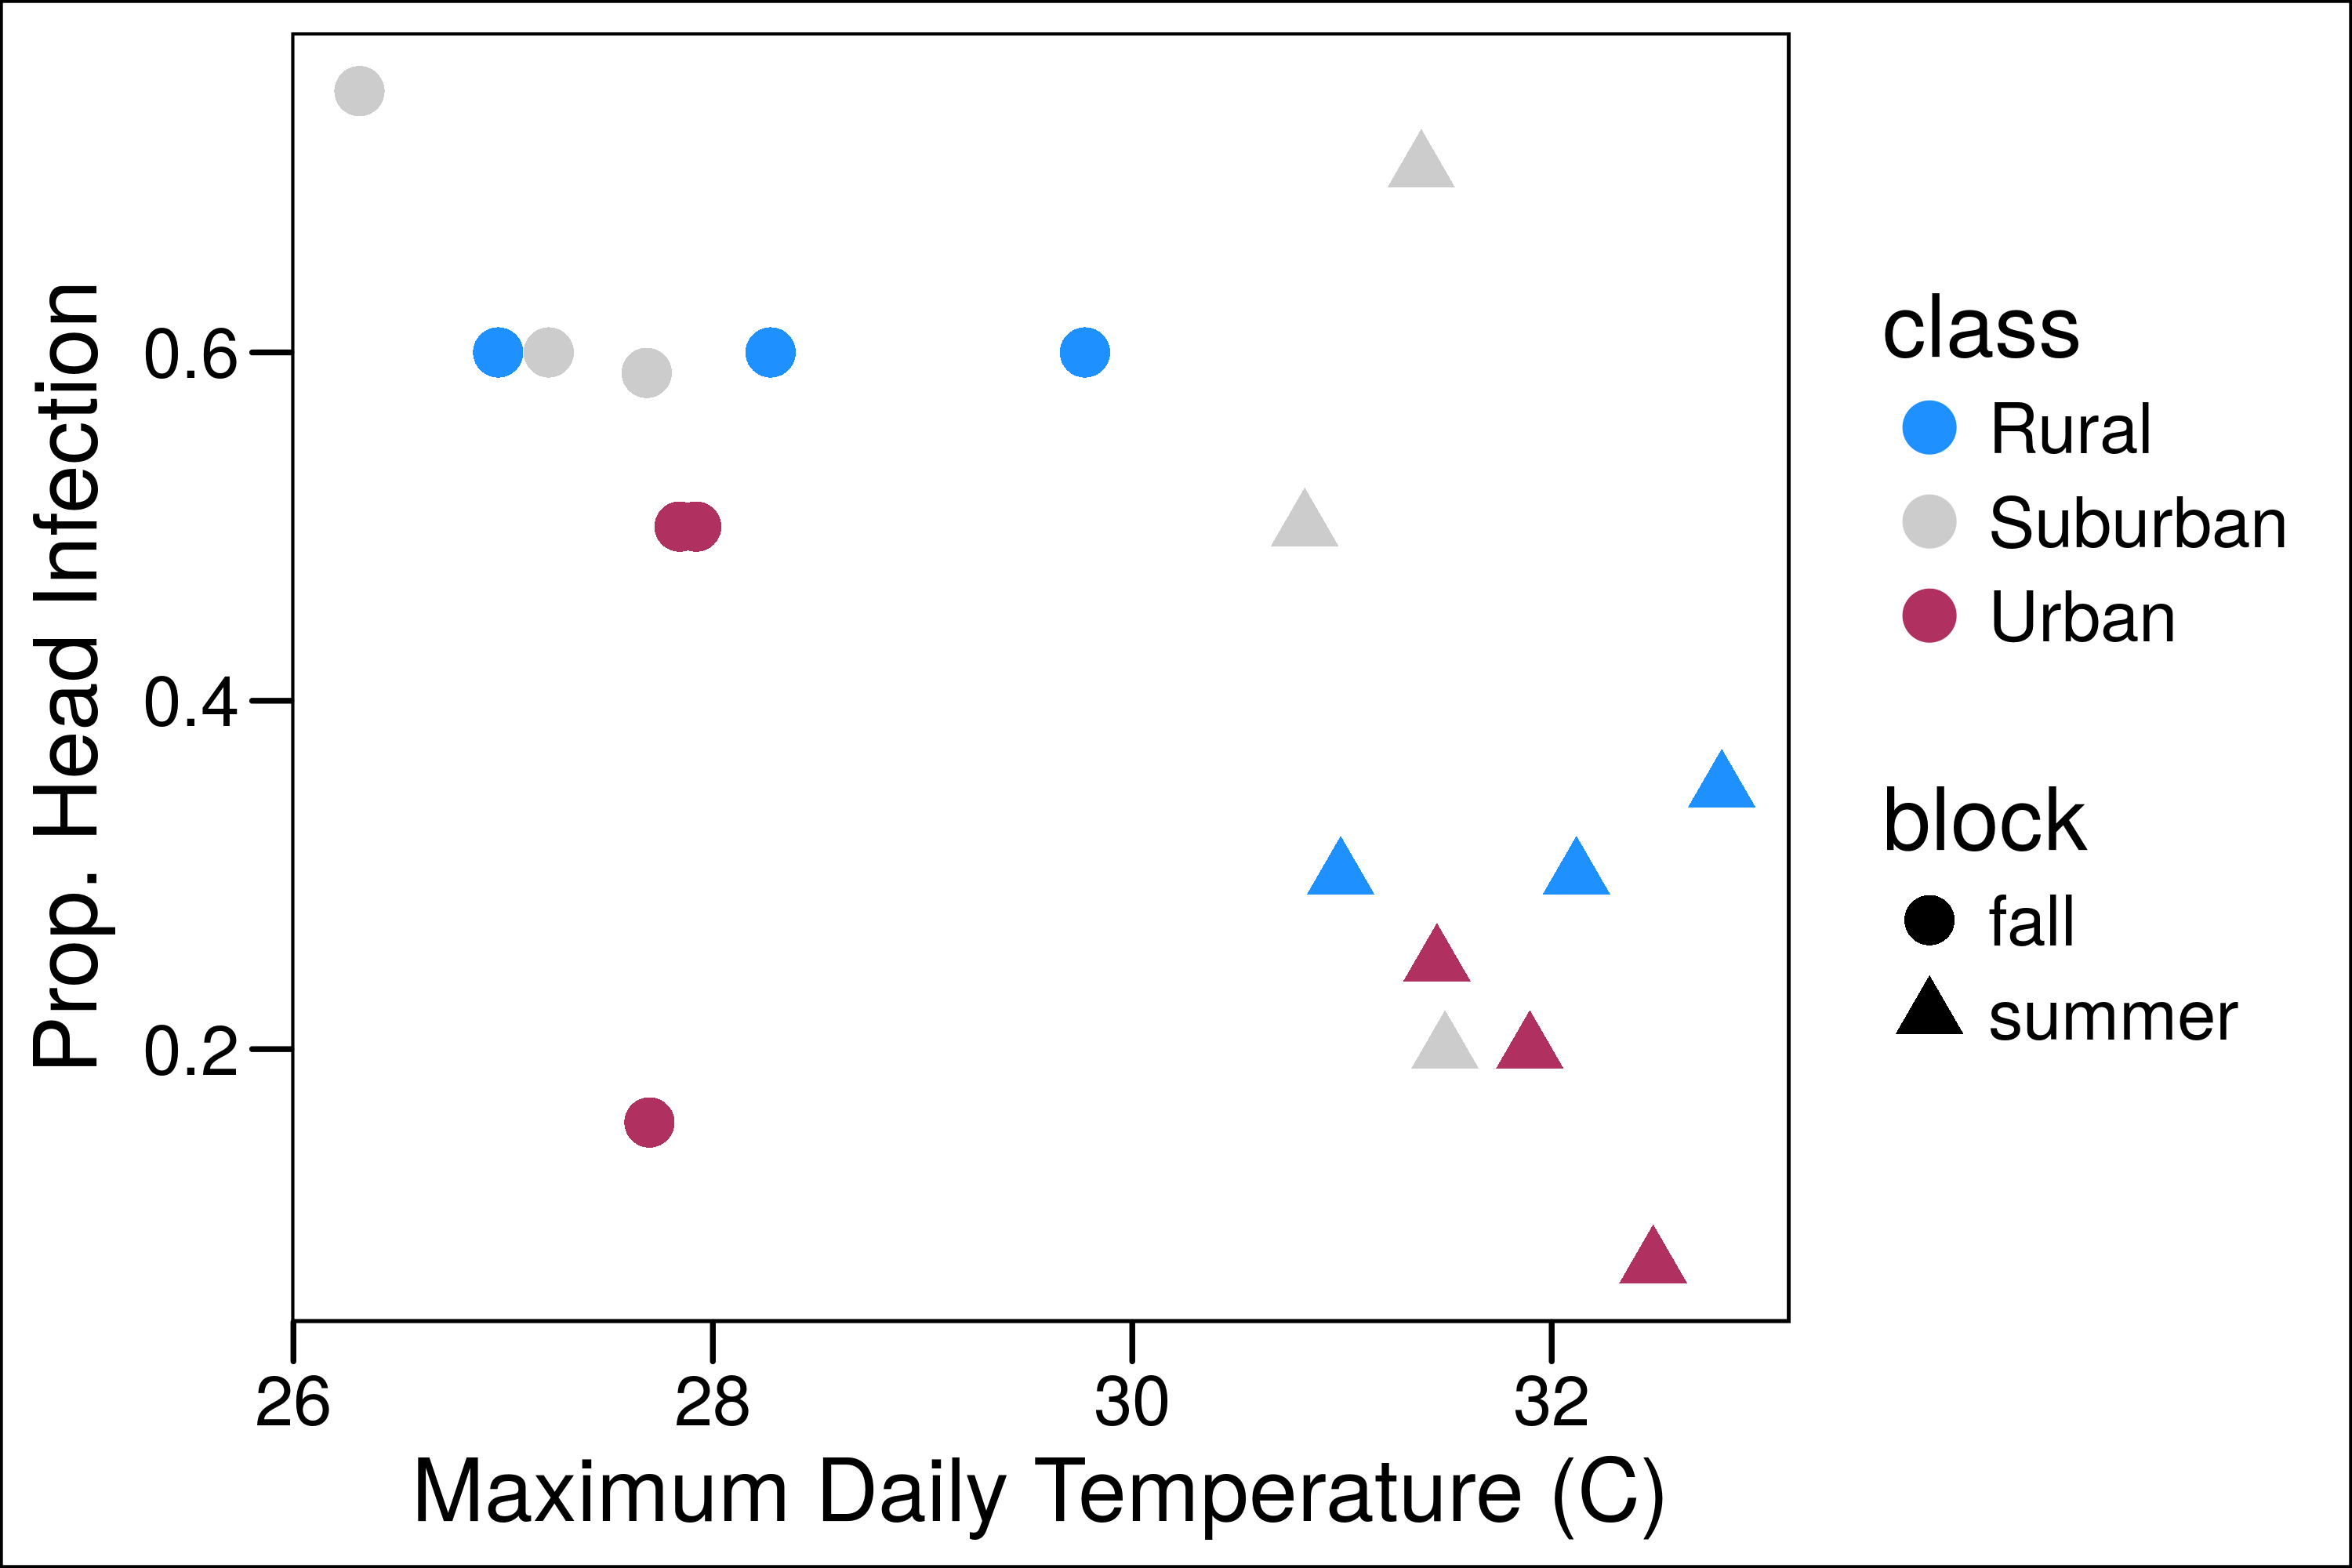 Prop. Head Infection
0.6
0.4
0.2
26 28 30 32
Maximum Daily Temperature (C)
class
Rural
Suburban
Urban
block
fall
summer